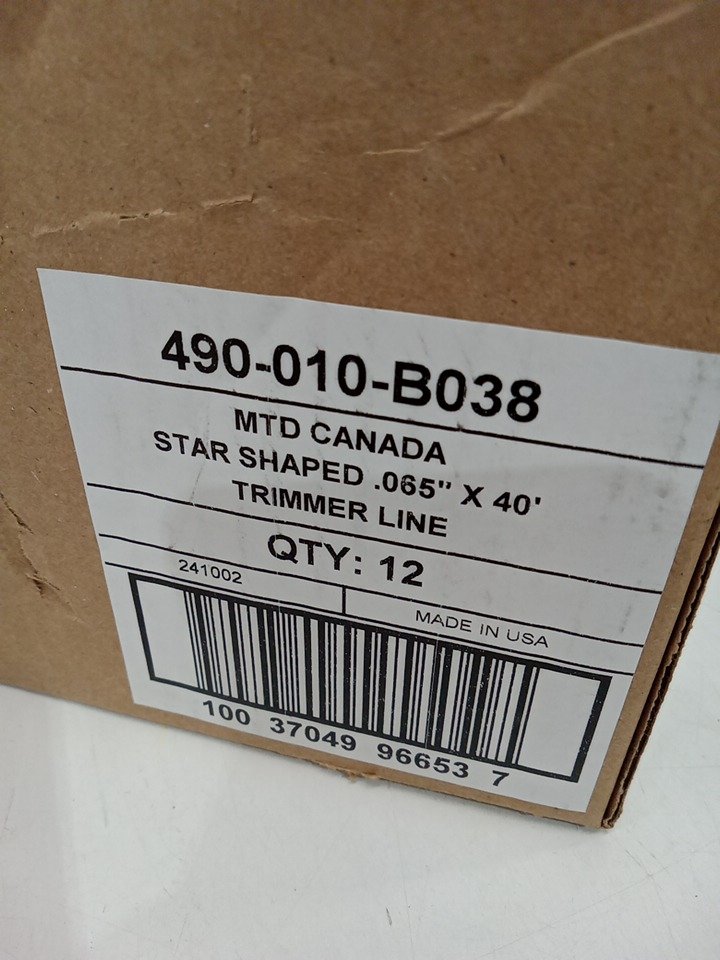 490-010-B038
MTD CANADA
STAR SHAPED .065" X 40'
TRIMMER LINE
QTY: 12
241002
MADE IN USA
100 37049 96653 7